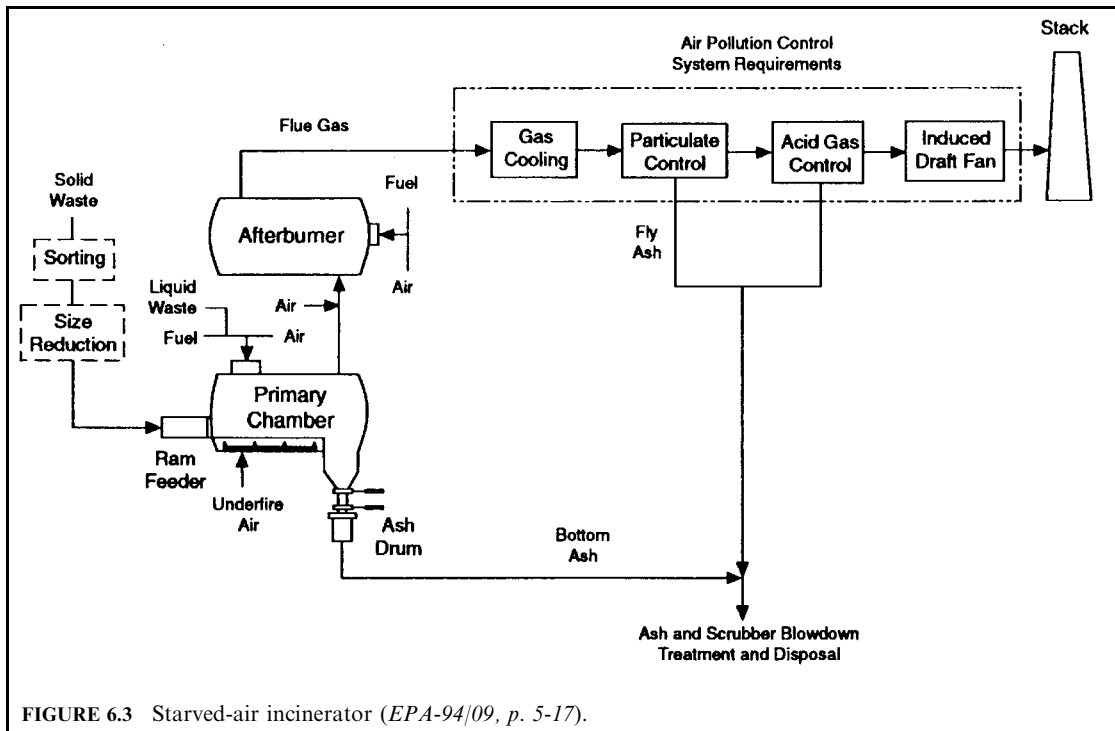 Stack
Air Pollution Control
System Requirements
Flue Gas
Gas
Cooling
Particulate
Control
Acid Gas
Control
Induced
Draft Fan
Solid
Waste
Fuel
Sorting
Afterburner
Fly
Ash
Air
Liquid
Waste
Air
Size
Reduction
Fuel
Air
Primary
Chamber
Ram
Feeder
Underfire
Air
Ash
Drum
Bottom
Ash
Ash and Scrubber Blowdown
Treatment and Disposal
FIGURE 6.3 Starved-air incinerator (EPA-94/09, p. 5-17).